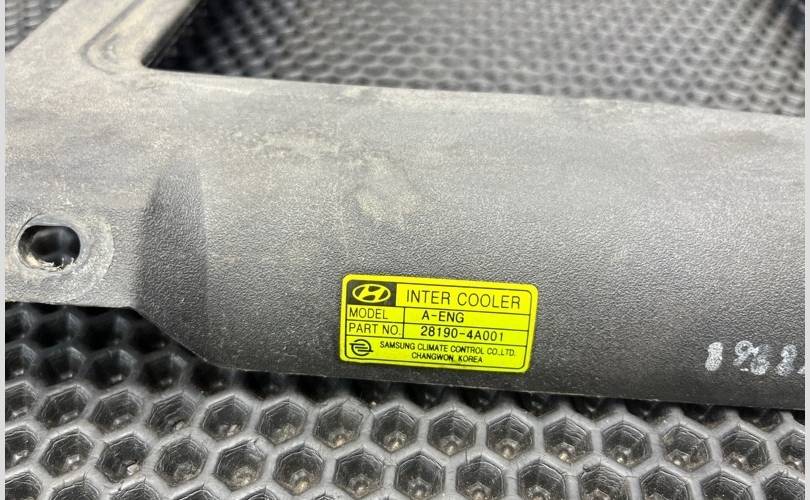 INTER COOLER
MODEL A-ENG
PART NO. 28190-4A001
SAMSUNG CLIMATE CONTROL CO.,LTD.
CHANGWON, KOREA